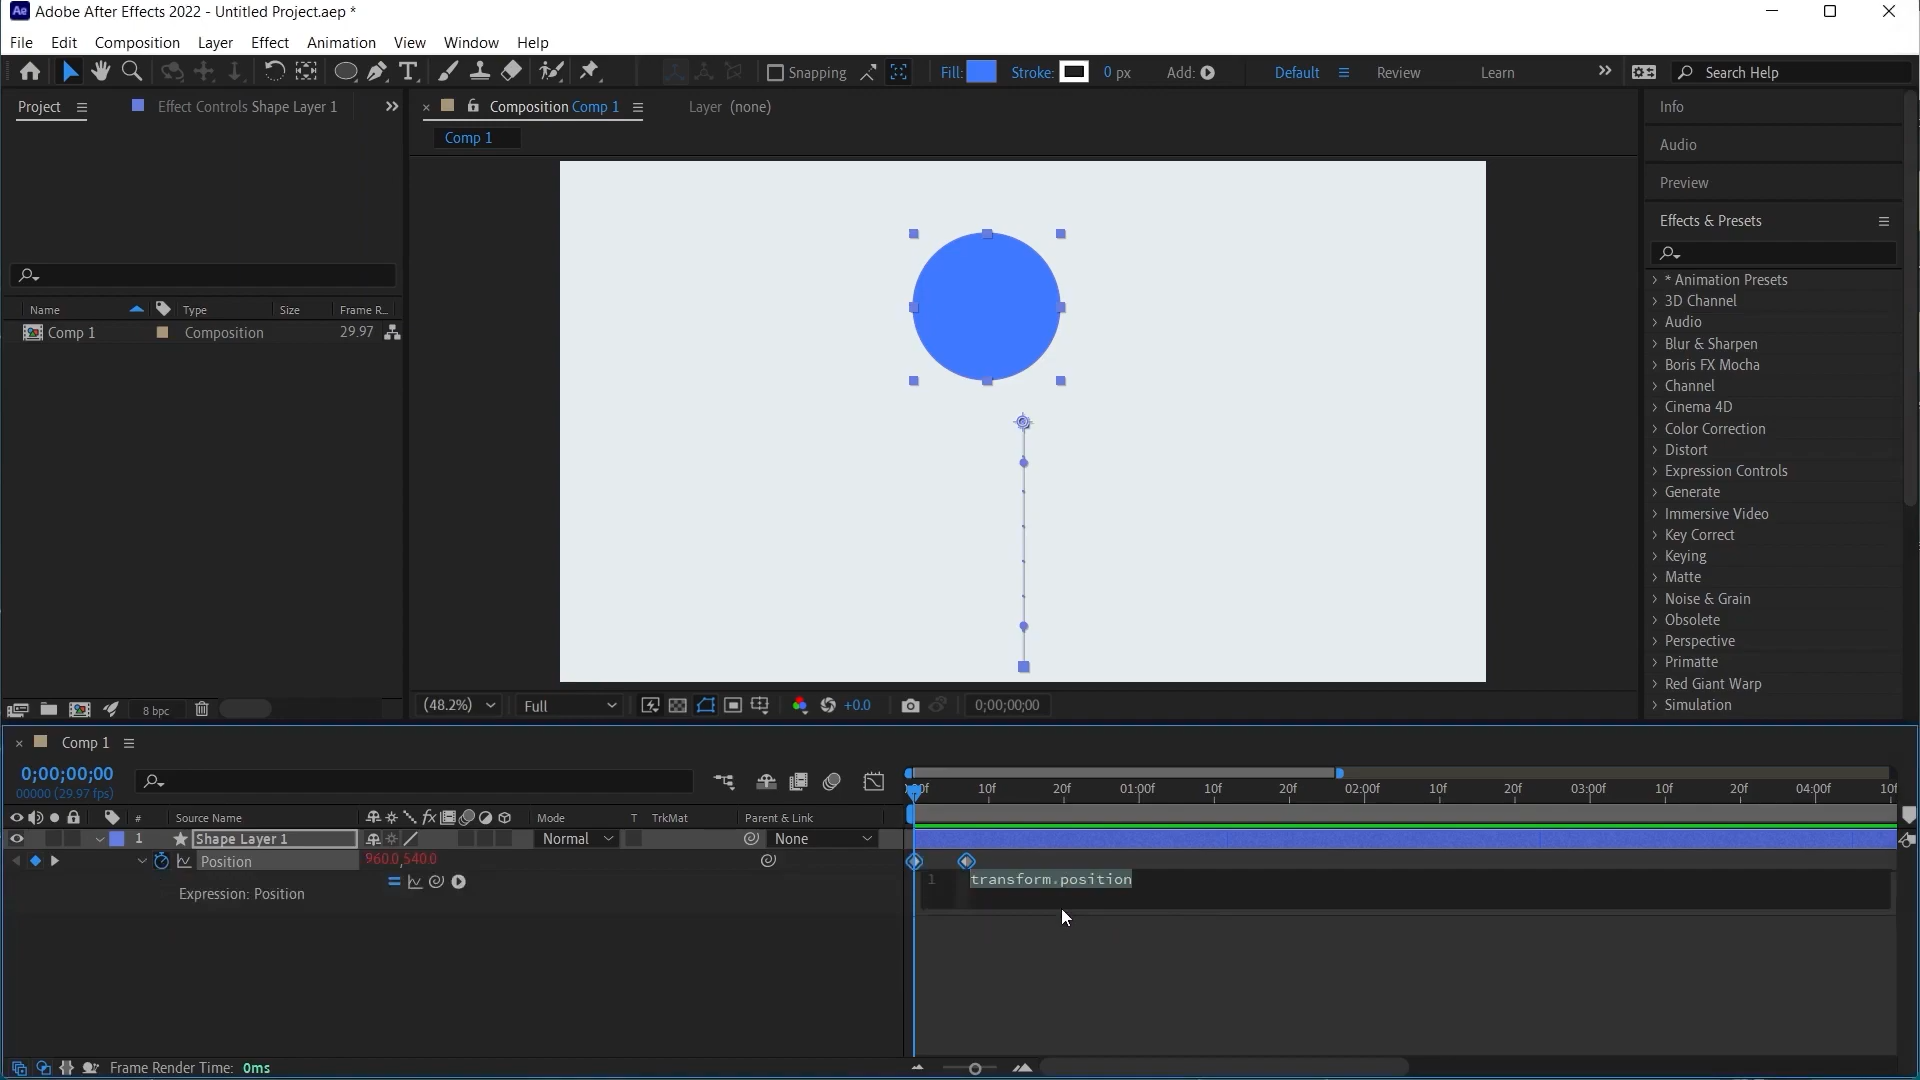 Ae Adobe After Effects 2022 - Untitled Project.aep *
File Edit Composition Layer Effect Animation View Window Help
T Snapping Fill: Stroke: 0 px Add: Default Review Learn Search Help
Project Effect Controls Shape Layer 1
Composition Comp 1 Layer (none)
Comp 1
Name Type Size Frame R...
Comp 1 Composition 29.97
8 bpc
(48.2%) Full +0.0 0;00;00;00
Info
Audio
Preview
Effects & Presets
* Animation Presets
3D Channel
Audio
Blur & Sharpen
Boris FX Mocha
Channel
Cinema 4D
Color Correction
Distort
Expression Controls
Generate
Immersive Video
Key Correct
Keying
Matte
Noise & Grain
Obsolete
Perspective
Primatte
Red Giant Warp
Simulation
Comp 1
0;00;00;00
00000 (29.97 fps)
10f 20f 01:00f 10f 20f 02:00f 10f 20f 03:00f 10f 20f 04:00f
# Source Name fx Mode T TrkMat Parent & Link
1 Shape Layer 1 Normal None
Position 960.0,540.0
1 transform.position
Expression: Position
Frame Render Time: 0ms